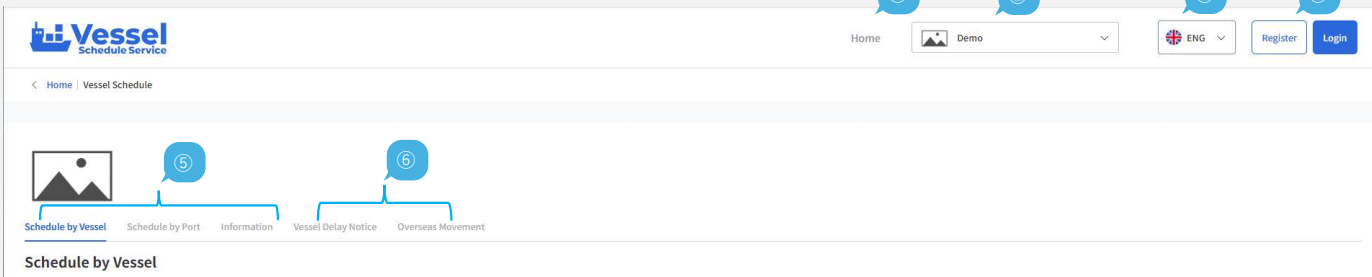 Vessel
Schedule Service
Home
Demo
ENG
Register
Login
< Home | Vessel Schedule
⑤
⑥
Schedule by Vessel Schedule by Port Information Vessel Delay Notice Overseas Movement
Schedule by Vessel